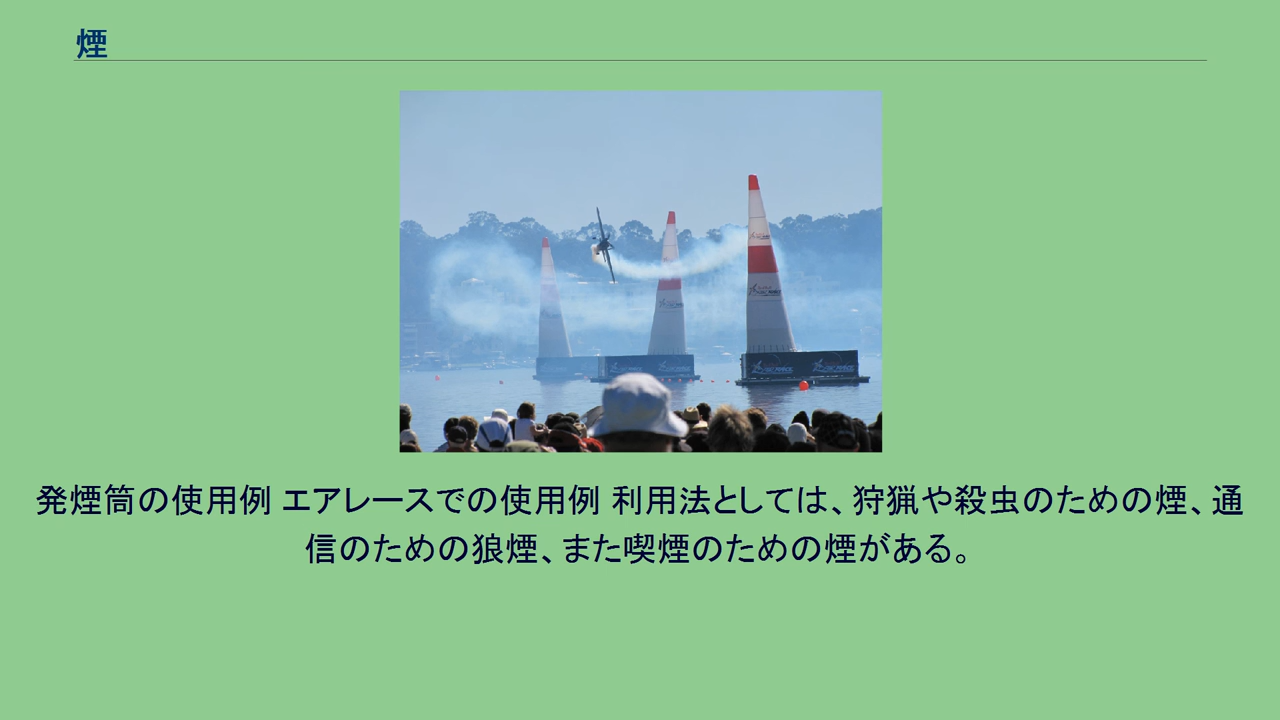 煙
発煙筒の使用例 エアレースでの使用例 利用法としては、狩猟や殺虫のための煙、通
信のための狼煙、また喫煙のための煙がある。